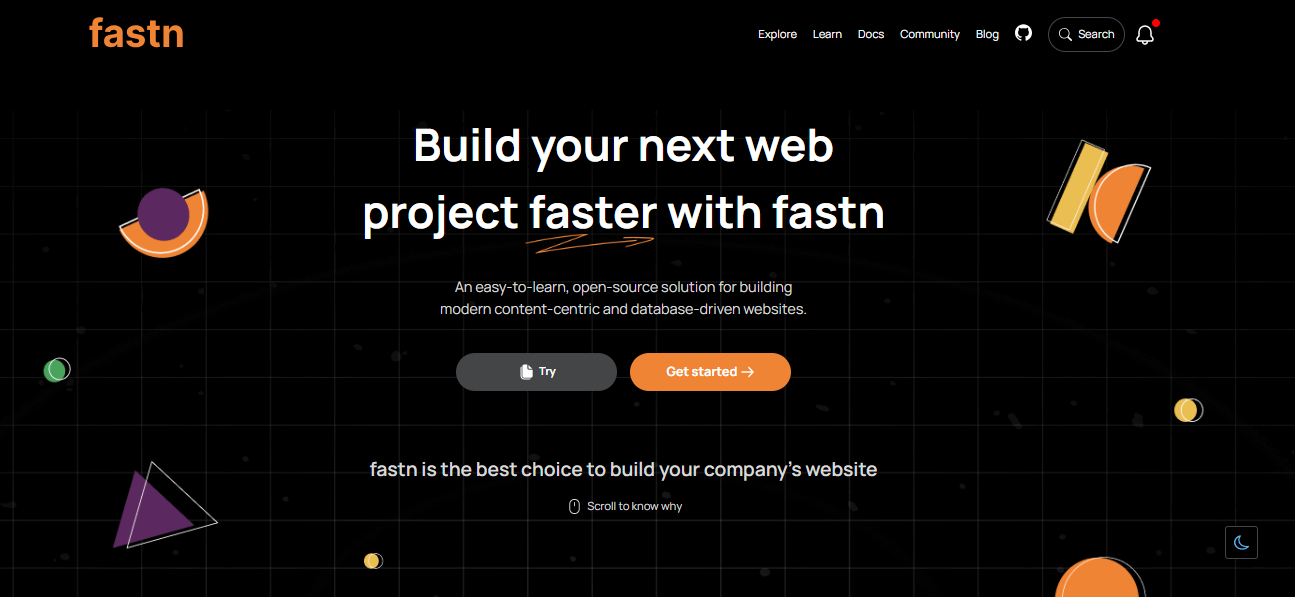 fastn
Explore Learn Docs Community Blog Search
Build your next web
project faster with fastn
An easy-to-learn, open-source solution for building
modern content-centric and database-driven websites.
Try Get started →
fastn is the best choice to build your company's website
Scroll to know why